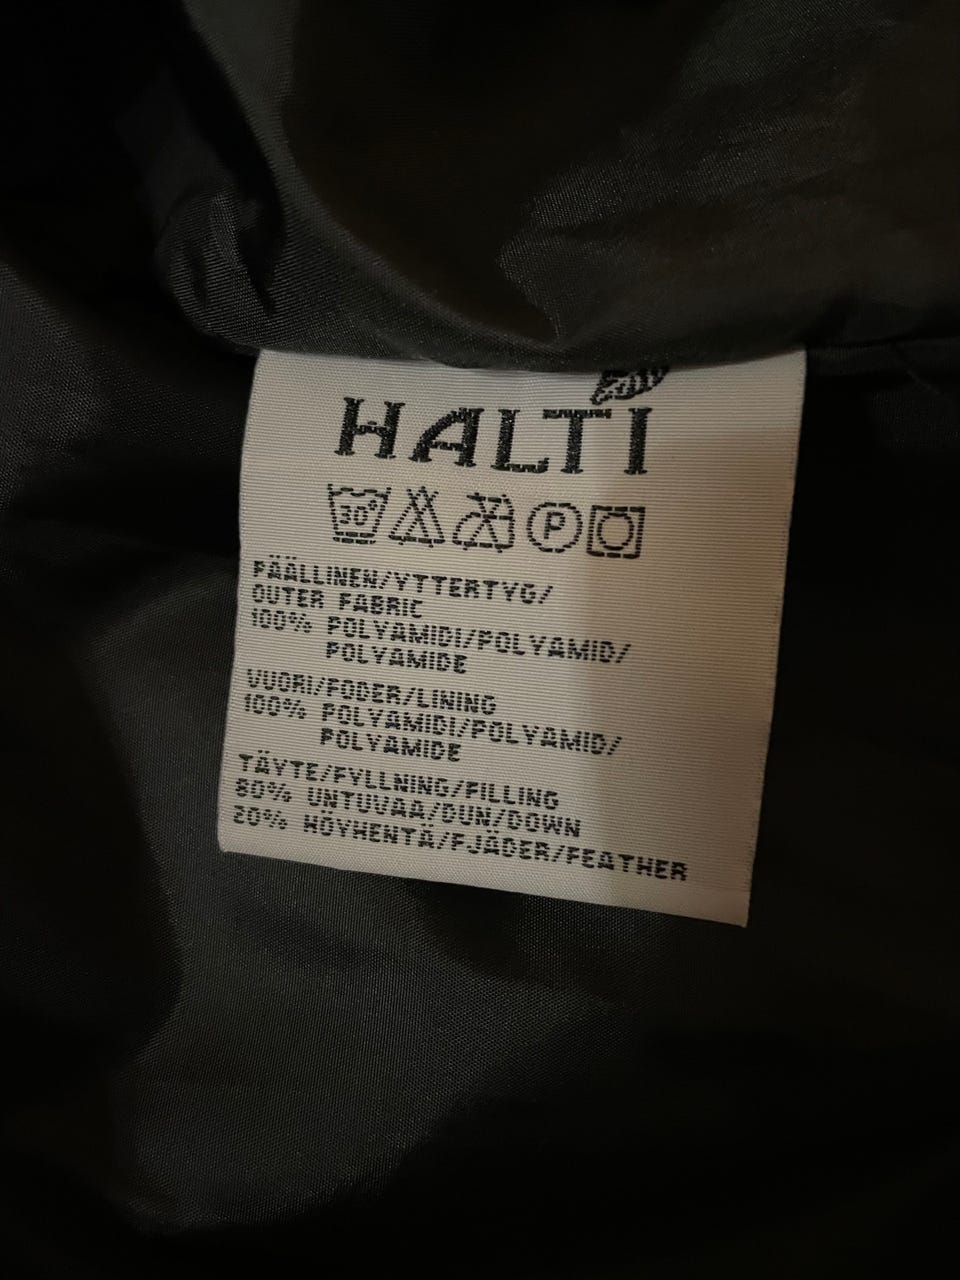 HALTI
30° P
PÄÄLLINEN/YTTERTYG/
OUTER FABRIC
100% POLYAMIDI/POLYAMID/
POLYAMIDE
VUORI/FODER/LINING
100% POLYAMIDI/POLYAMID/
POLYAMIDE
TÄYTE/FYLLNING/FILLING
80% UNTUVAA/DUN/DOWN
20% HÖYHENTÄ/FJÄDER/FEATHER